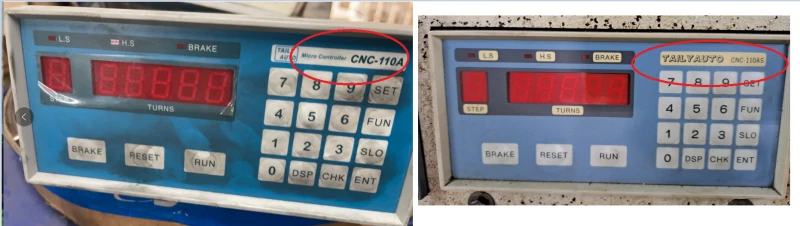 L.S H.S BRAKE
TAILY AUTO Micro Controller CNC-110A
TURNS
7 8 9 SET
4 5 6 FUN
1 2 3 SLO
0 DSP CHK ENT
BRAKE RESET RUN
L.S H.S BRAKE
TAILYAUTO CNC-110AS
STEP TURNS
7 8 9 SET
4 5 6 FUN
1 2 3 SLO
0 DSP CHK ENT
BRAKE RESET RUN